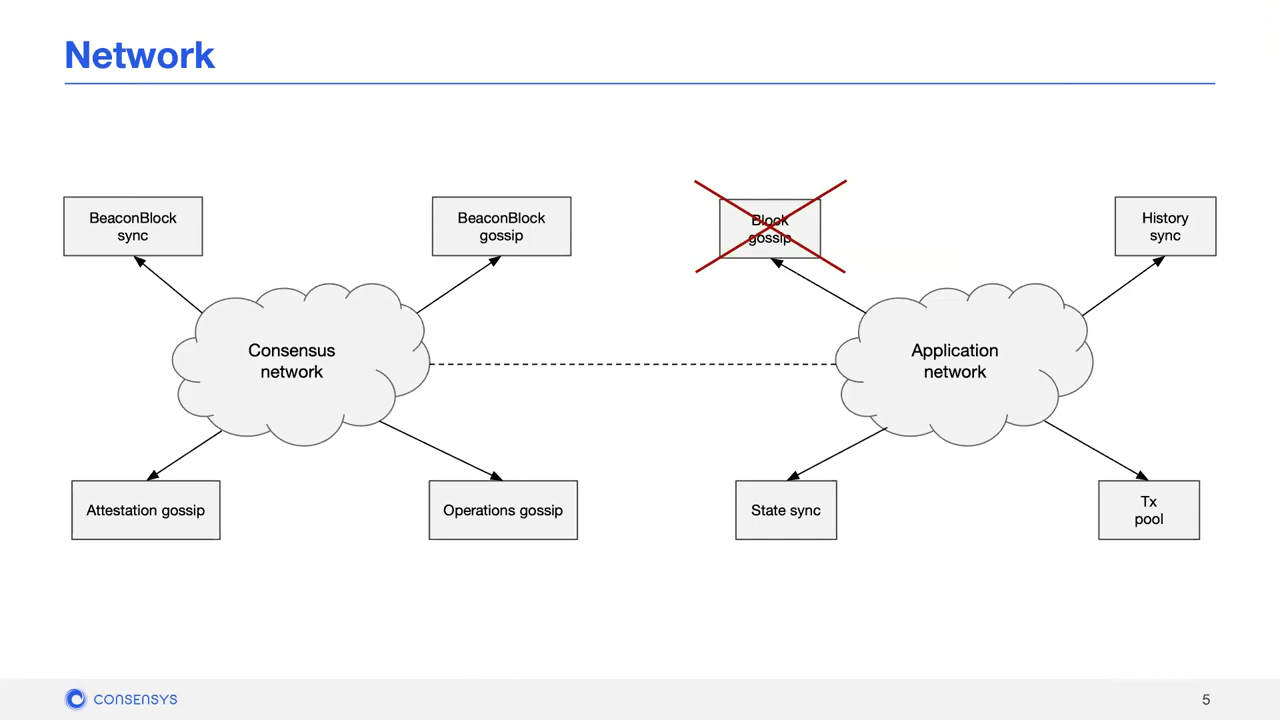 Network
BeaconBlock
sync
BeaconBlock
gossip
Block
gossip
History
sync
Consensus
network
Application
network
Attestation gossip
Operations gossip
State sync
Tx
pool
CONSENSYS
5